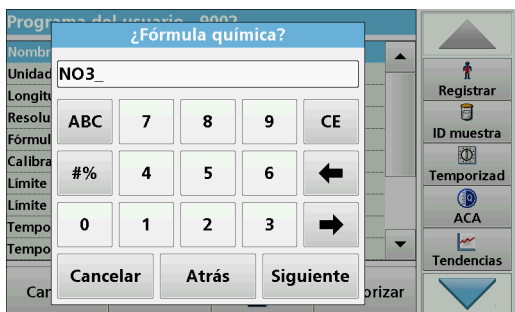 Programa del usuario 9002
¿Fórmula química?
Nombr
NO3_
Unidad
Longitu
Resolu
Fórmul
Calibra
Límite
Límite
Tempo
Tempo
ABC 7 8 9 CE
#% 4 5 6
0 1 2 3
Cancelar Atrás Siguiente
Can
orizar
Registrar
ID muestra
Temporizad
ACA
Tendencias